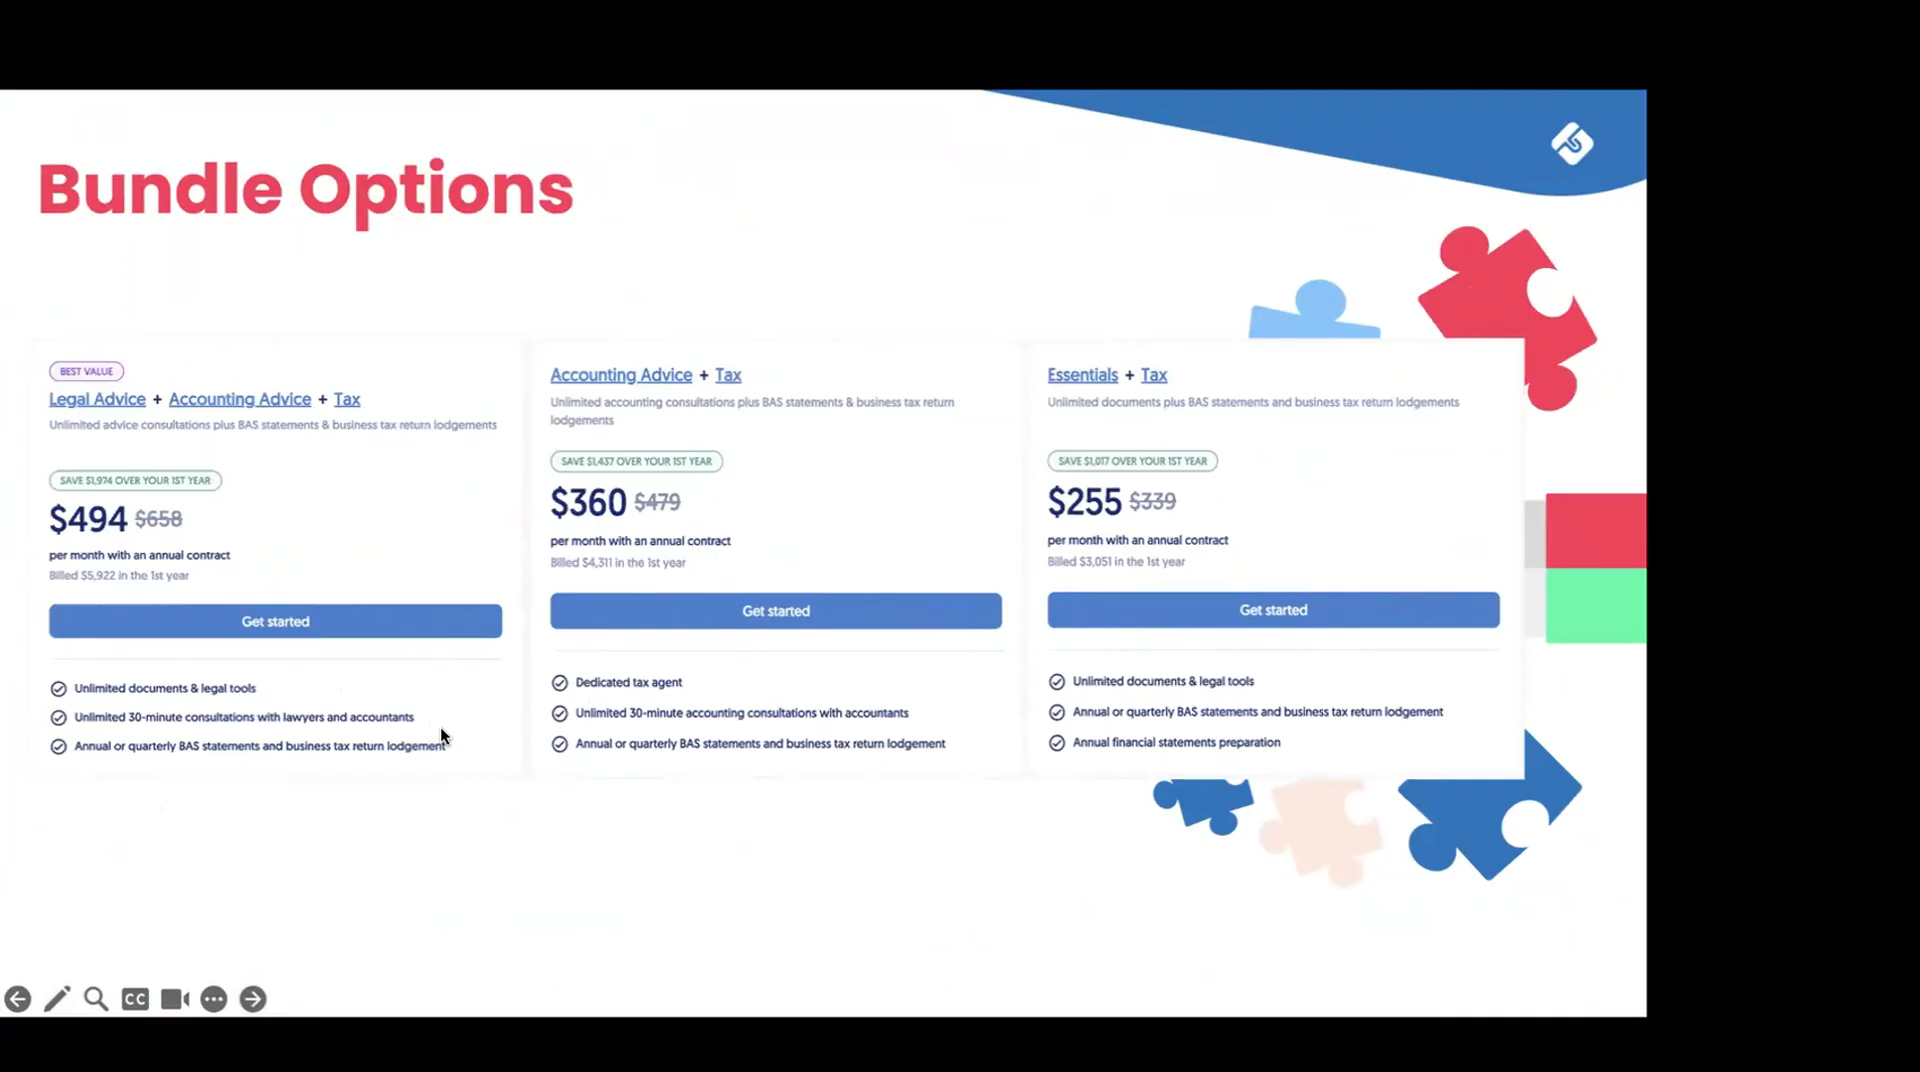 Bundle Options
BEST VALUE
Legal Advice + Accounting Advice + Tax
Unlimited advice consultations plus BAS statements & business tax return lodgements
SAVE $1,974 OVER YOUR 1ST YEAR
$494 $658
per month with an annual contract
Billed $5,922 in the 1st year
Get started
Unlimited documents & legal tools
Unlimited 30-minute consultations with lawyers and accountants
Annual or quarterly BAS statements and business tax return lodgement
Accounting Advice + Tax
Unlimited accounting consultations plus BAS statements & business tax return
lodgements
SAVE $1,437 OVER YOUR 1ST YEAR
$360 $479
per month with an annual contract
Billed $4,311 in the 1st year
Get started
Dedicated tax agent
Unlimited 30-minute accounting consultations with accountants
Annual or quarterly BAS statements and business tax return lodgement
Essentials + Tax
Unlimited documents plus BAS statements and business tax return lodgements
SAVE $1,017 OVER YOUR 1ST YEAR
$255 $339
per month with an annual contract
Billed $3,051 in the 1st year
Get started
Unlimited documents & legal tools
Annual or quarterly BAS statements and business tax return lodgement
Annual financial statements preparation
CC